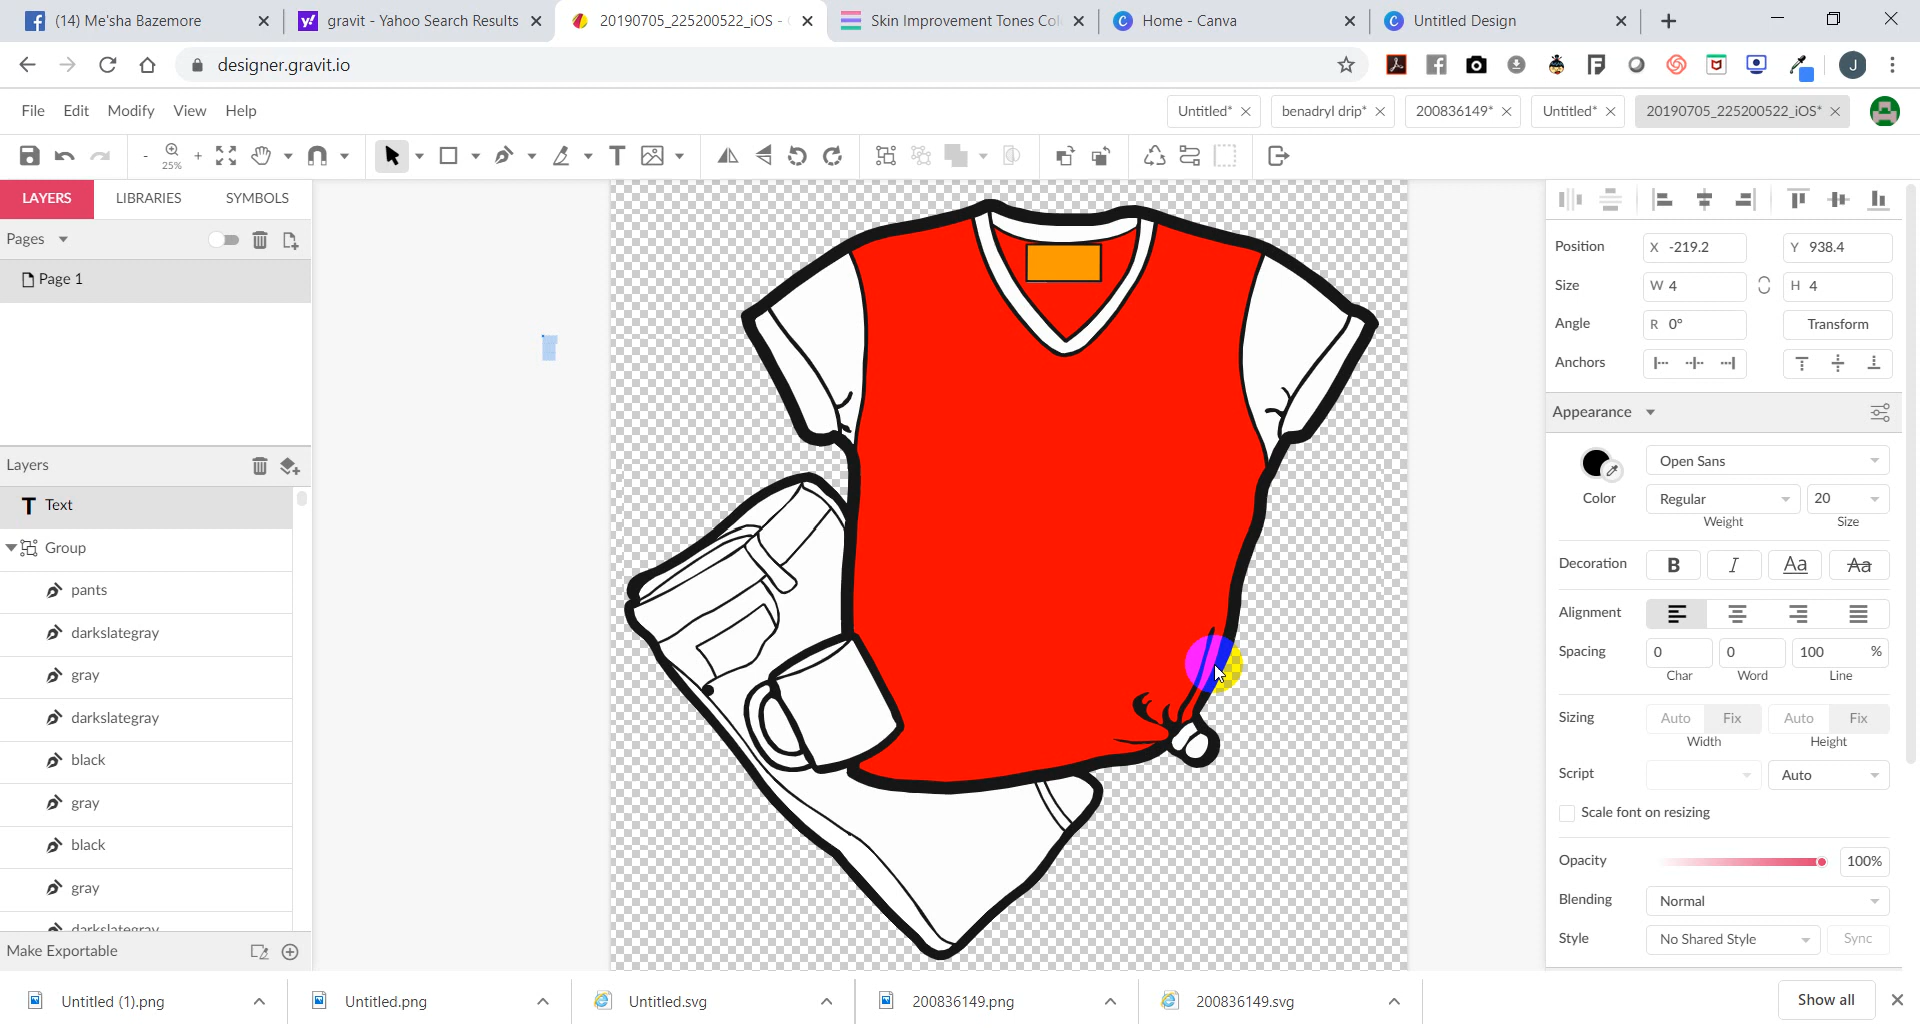 (14) Me'sha Bazemore
gravit - Yahoo Search Results
20190705_225200522_iOS -
Skin Improvement Tones Col
Home - Canva
Untitled Design
designer.gravit.io
J
File Edit Modify View Help
Untitled*
benadryl drip*
200836149*
Untitled*
20190705_225200522_iOS*
- 25% +
LAYERS LIBRARIES SYMBOLS
Pages
Page 1
Layers
Text
Group
pants
darkslategray
gray
darkslategray
black
gray
black
gray
darkslategray
Make Exportable
Position X -219.2 Y 938.4
Size W 4 H 4
Angle R 0° Transform
Anchors
Appearance
Open Sans
Color Regular 20
Weight Size
Decoration B I Aa Aa
Alignment
Spacing 0 0 100 %
Char Word Line
Sizing Auto Fix Auto Fix
Width Height
Script Auto
Scale font on resizing
Opacity 100%
Blending Normal
Style No Shared Style Sync
Untitled (1).png
Untitled.png
Untitled.svg
200836149.png
200836149.svg
Show all